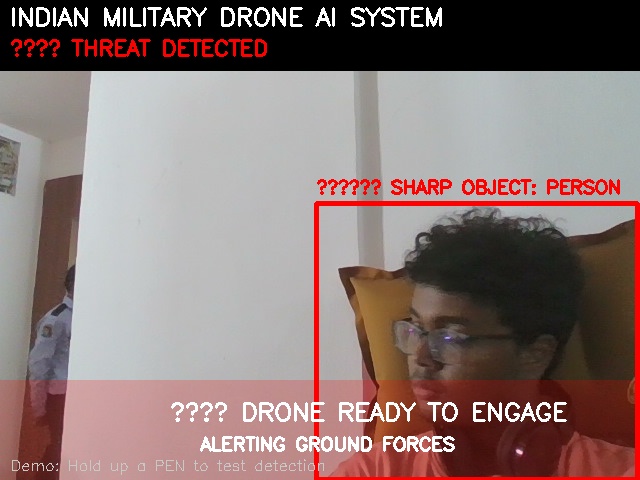 INDIAN MILITARY DRONE AI SYSTEM
???? THREAT DETECTED
?????? SHARP OBJECT: PERSON
???? DRONE READY TO ENGAGE
ALERTING GROUND FORCES
Demo: Hold up a PEN to test detection